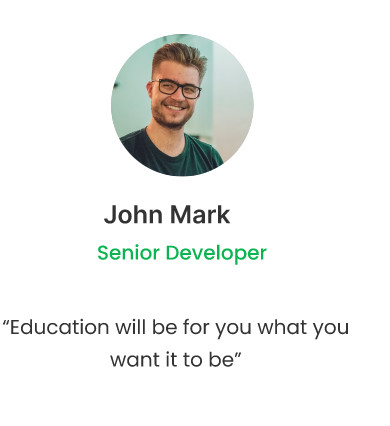 John Mark
Senior Developer
“Education will be for you what you
want it to be”